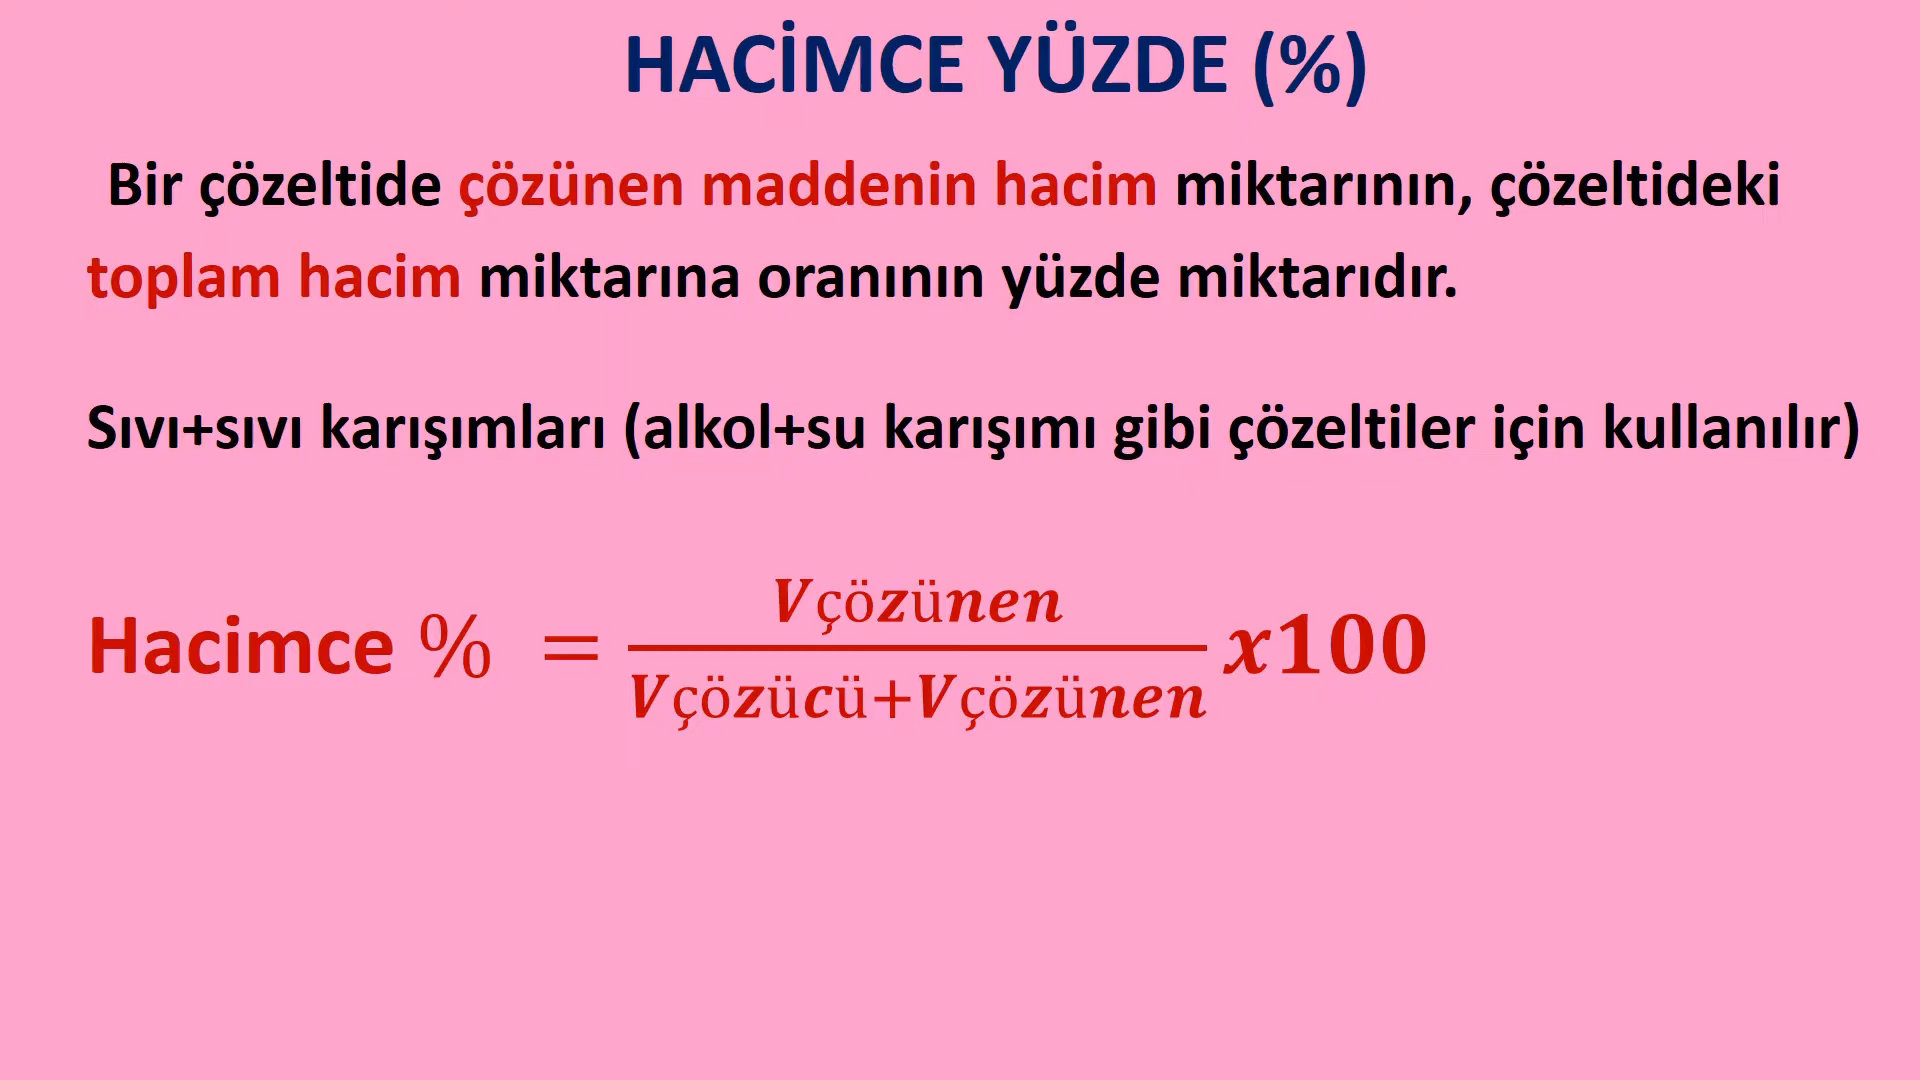 HACİMCE YÜZDE (%)
Bir çözeltide çözünen maddenin hacim miktarının, çözeltideki
toplam hacim miktarına oranının yüzde miktarıdır.
Sıvı+sıvı karışımları (alkol+su karışımı gibi çözeltiler için kullanılır)
Hacimce % = Vçözünen
Vçözücü+Vçözünen x100